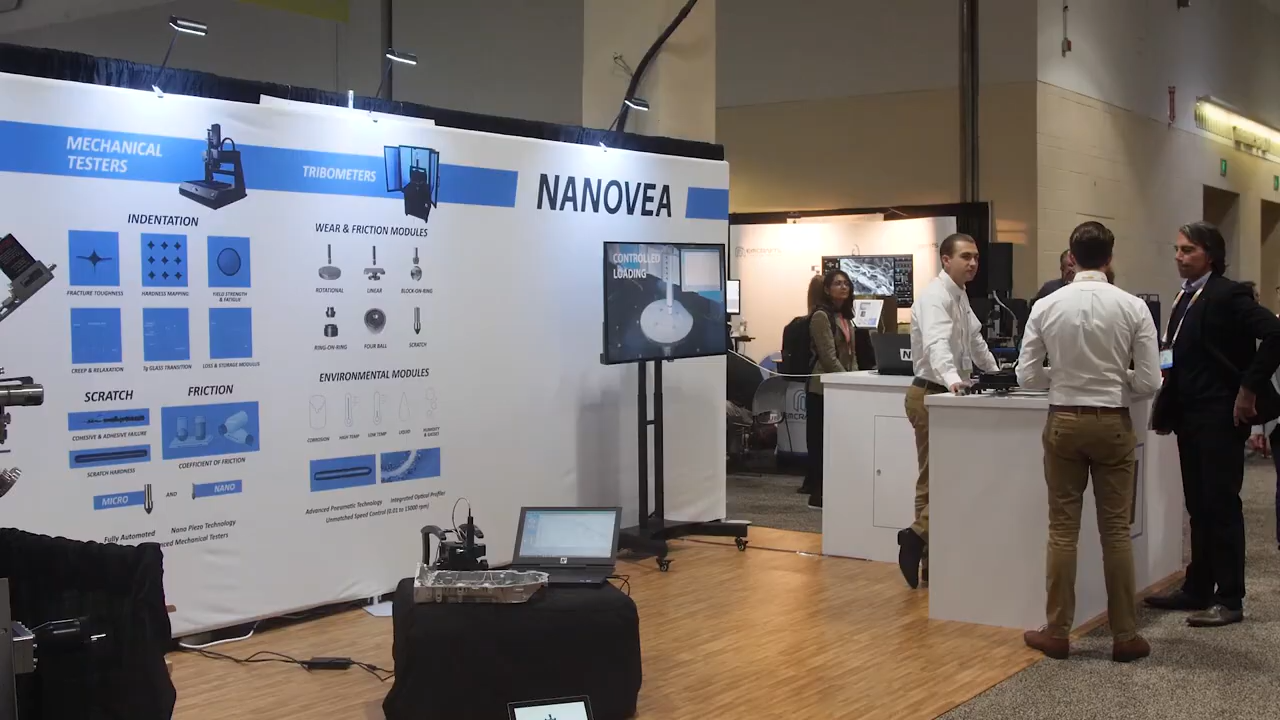 MECHANICAL
TESTERS
INDENTATION
FRACTURE TOUGHNESS
HARDNESS MAPPING
YIELD STRENGTH
& FATIGUE
CREEP & RELAXATION
Tg GLASS TRANSITION
LOSS & STORAGE MODULUS
SCRATCH
COHESIVE & ADHESIVE FAILURE
SCRATCH HARDNESS
FRICTION
COEFFICIENT OF FRICTION
MICRO
AND
NANO
Fully Automated
Nano Piezo Technology
ced Mechanical Testers
TRIBOMETERS
WEAR & FRICTION MODULES
ROTATIONAL
LINEAR
BLOCK-ON-RING
RING-ON-RING
FOUR BALL
SCRATCH
ENVIRONMENTAL MODULES
CORROSION
HIGH TEMP
LOW TEMP
LIQUID
HUMIDITY
& GASES
Advanced Pneumatic Technology
Integrated Optical Profiler
Unmatched Speed Control (0.01 to 15000 rpm)
NANOVEA
CONTROLLED
LOADING
N